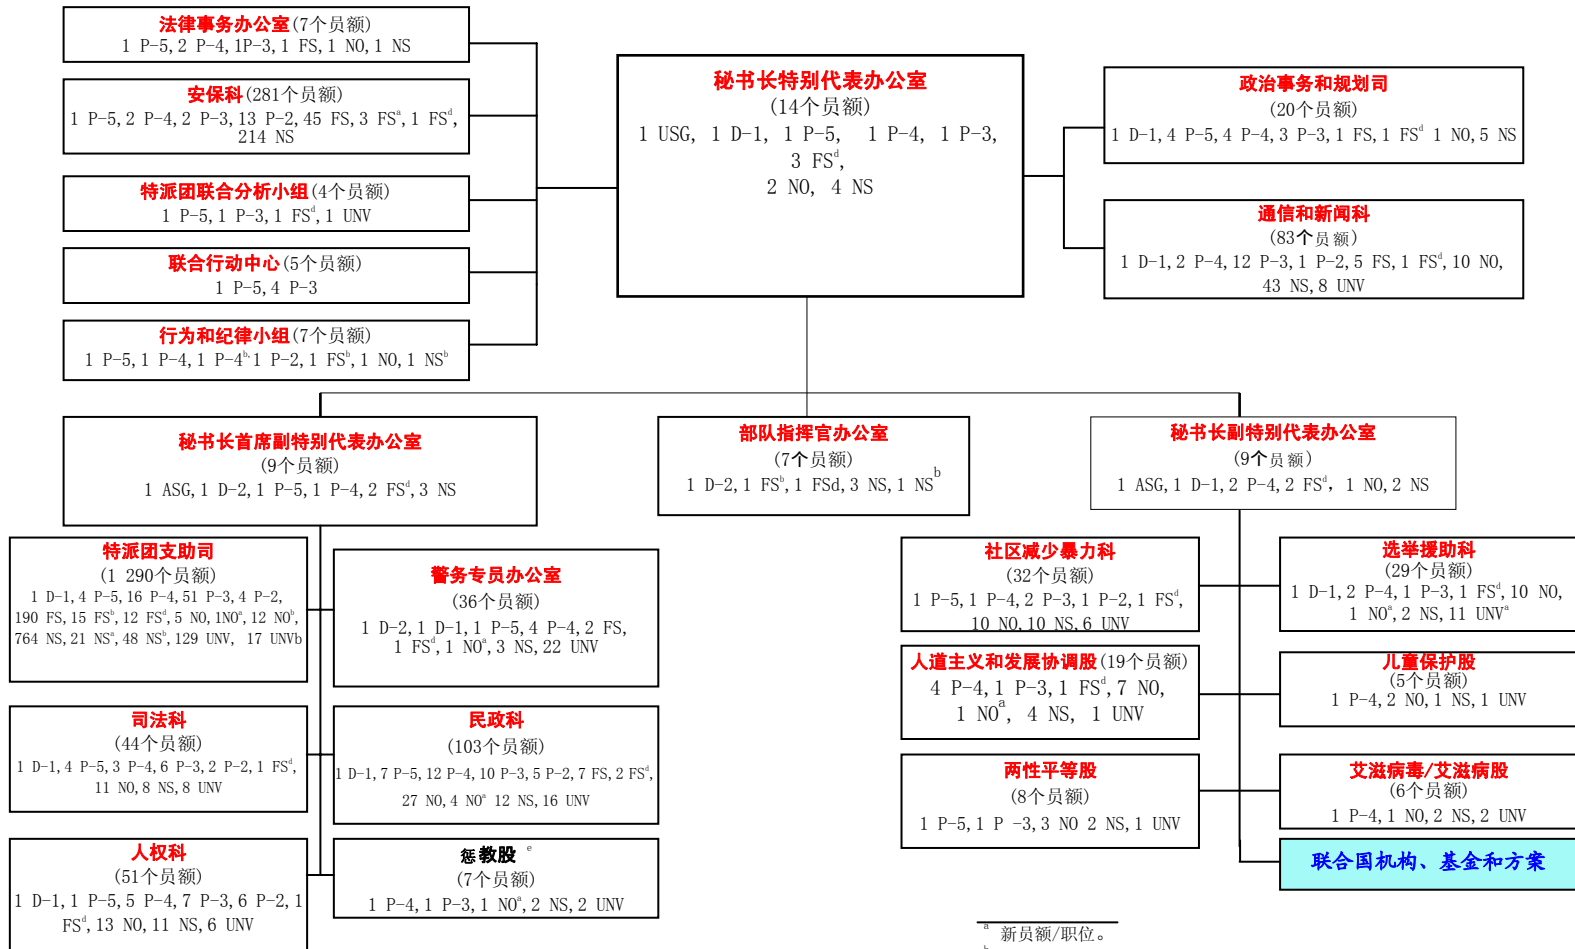 法律事务办公室(7个员额)
1 P-5,2 P-4,1P-3,1 FS,1 NO,1 NS
安保科(281个员额)
1 P-5,2 P-4,2 P-3,13 P-2,45 FS,3 FSᵃ,1 FSᵈ,
214 NS
特派团联合分析小组(4个员额)
1 P-5,1 P-3,1 FSᵈ,1 UNV
联合行动中心(5个员额)
1 P-5,4 P-3
行为和纪律小组(7个员额)
1 P-5,1 P-4,1 P-4ᵇ,1 P-2,1 FSᵇ,1 NO,1 NSᵇ
秘书长特别代表办公室
(14个员额)
1 USG, 1 D-1, 1 P-5, 1 P-4, 1 P-3,
3 FSᵈ,
2 NO, 4 NS
政治事务和规划司
(20个员额)
1 D-1,4 P-5,4 P-4,3 P-3,1 FS,1 FSᵈ 1 NO,5 NS
通信和新闻科
(83个员额)
1 D-1,2 P-4,12 P-3,1 P-2,5 FS,1 FSᵈ,10 NO,
43 NS,8 UNV
秘书长首席副特别代表办公室
(9个员额)
1 ASG,1 D-2,1 P-5,1 P-4,2 FSᵈ,3 NS
部队指挥官办公室
(7个员额)
1 D-2,1 FSᵇ,1 FSd,3 NS,1 NSᵇ
秘书长副特别代表办公室
(9个员额)
1 ASG,1 D-1,2 P-4,2 FSᵈ, 1 NO,2 NS
特派团支助司
(1 290个员额)
1 D-1,4 P-5,16 P-4,51 P-3,4 P-2,
190 FS,15 FSᵇ,12 FSᵈ,5 NO,1NOᵃ,12 NOᵇ,
764 NS,21 NSᵃ,48 NSᵇ,129 UNV, 17 UNVb
警务专员办公室
(36个员额)
1 D-2,1 D-1,1 P-5,4 P-4,2 FS,
1 FSᵈ,1 NOᵃ,3 NS,22 UNV
司法科
(44个员额)
1 D-1,4 P-5,3 P-4,6 P-3,2 P-2,1 FSᵈ,
11 NO,8 NS,8 UNV
民政科
(103个员额)
1 D-1,7 P-5,12 P-4,10 P-3,5 P-2,7 FS,2 FSᵈ,
27 NO,4 NOᵃ 12 NS,16 UNV
人权科
(51个员额)
1 D-1,1 P-5,5 P-4,7 P-3,6 P-2,1
FSᵈ,13 NO,11 NS,6 UNV
惩教股 ᵉ
(7个员额)
1 P-4,1 P-3,1 NOᵃ,2 NS,2 UNV
社区减少暴力科
(32个员额)
1 P-5,1 P-4,2 P-3,1 P-2,1 FSᵈ,
10 NO,10 NS,6 UNV
选举援助科
(29个员额)
1 D-1,2 P-4,1 P-3,1 FSᵈ,10 NO,
1 NOᵃ,2 NS,11 UNVᵃ
人道主义和发展协调股(19个员额)
4 P-4,1 P-3,1 FSᵈ,7 NO,
1 NOᵃ, 4 NS, 1 UNV
儿童保护股
(5个员额)
1 P-4,2 NO,1 NS,1 UNV
两性平等股
(8个员额)
1 P-5,1 P -3,3 NO 2 NS,1 UNV
艾滋病毒/艾滋病股
(6个员额)
1 P-4,1 NO,2 NS,2 UNV
联合国机构、基金和方案
ᵃ 新员额/职位。